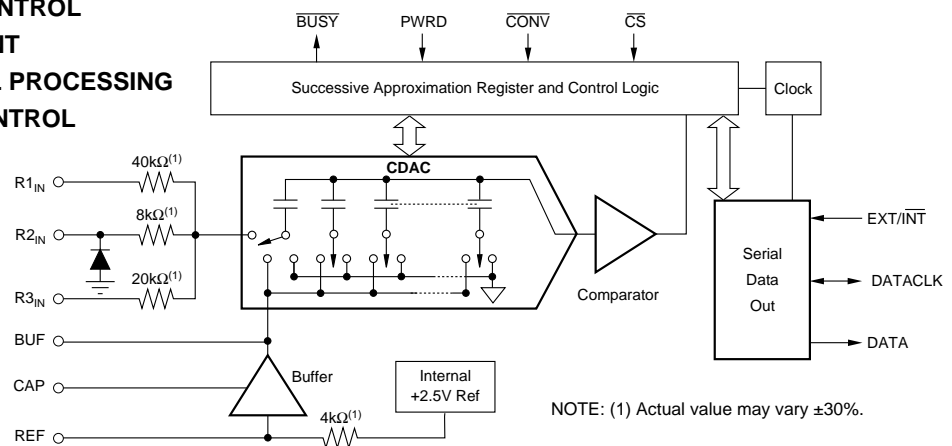 ONTROL
NT
L PROCESSING
NTROL
BUSY PWRD CONV CS
Successive Approximation Register and Control Logic
Clock
CDAC
40kΩ(1)
R1IN
8kΩ(1)
R2IN
20kΩ(1)
R3IN
BUF
CAP
REF
Buffer
4kΩ(1)
Internal
+2.5V Ref
Comparator
Serial
Data
Out
EXT/INT
DATACLK
DATA
NOTE: (1) Actual value may vary ±30%.